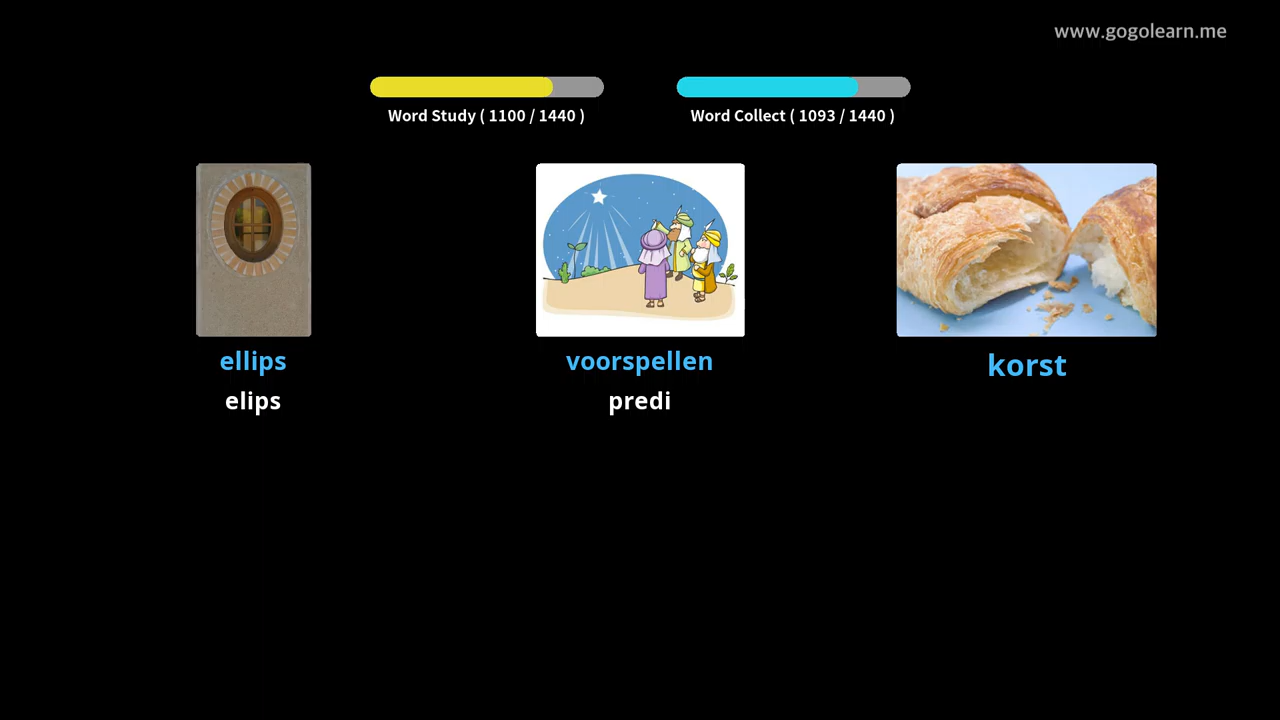 www.gogolearn.me
Word Study ( 1100 / 1440 )
Word Collect ( 1093 / 1440 )
ellips
voorspellen
korst
elips
predi